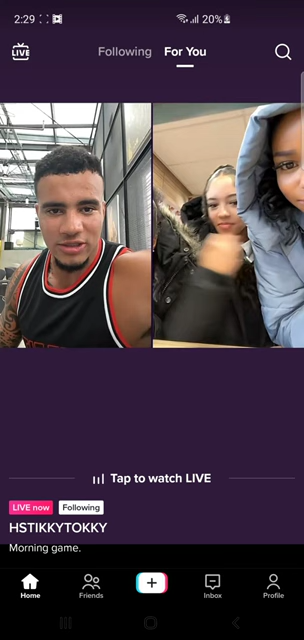 2:29 20%
LIVE Following For You
Tap to watch LIVE
LIVE now Following
HSTIKKYTOKKY
Morning game.
Home Friends Inbox Profile